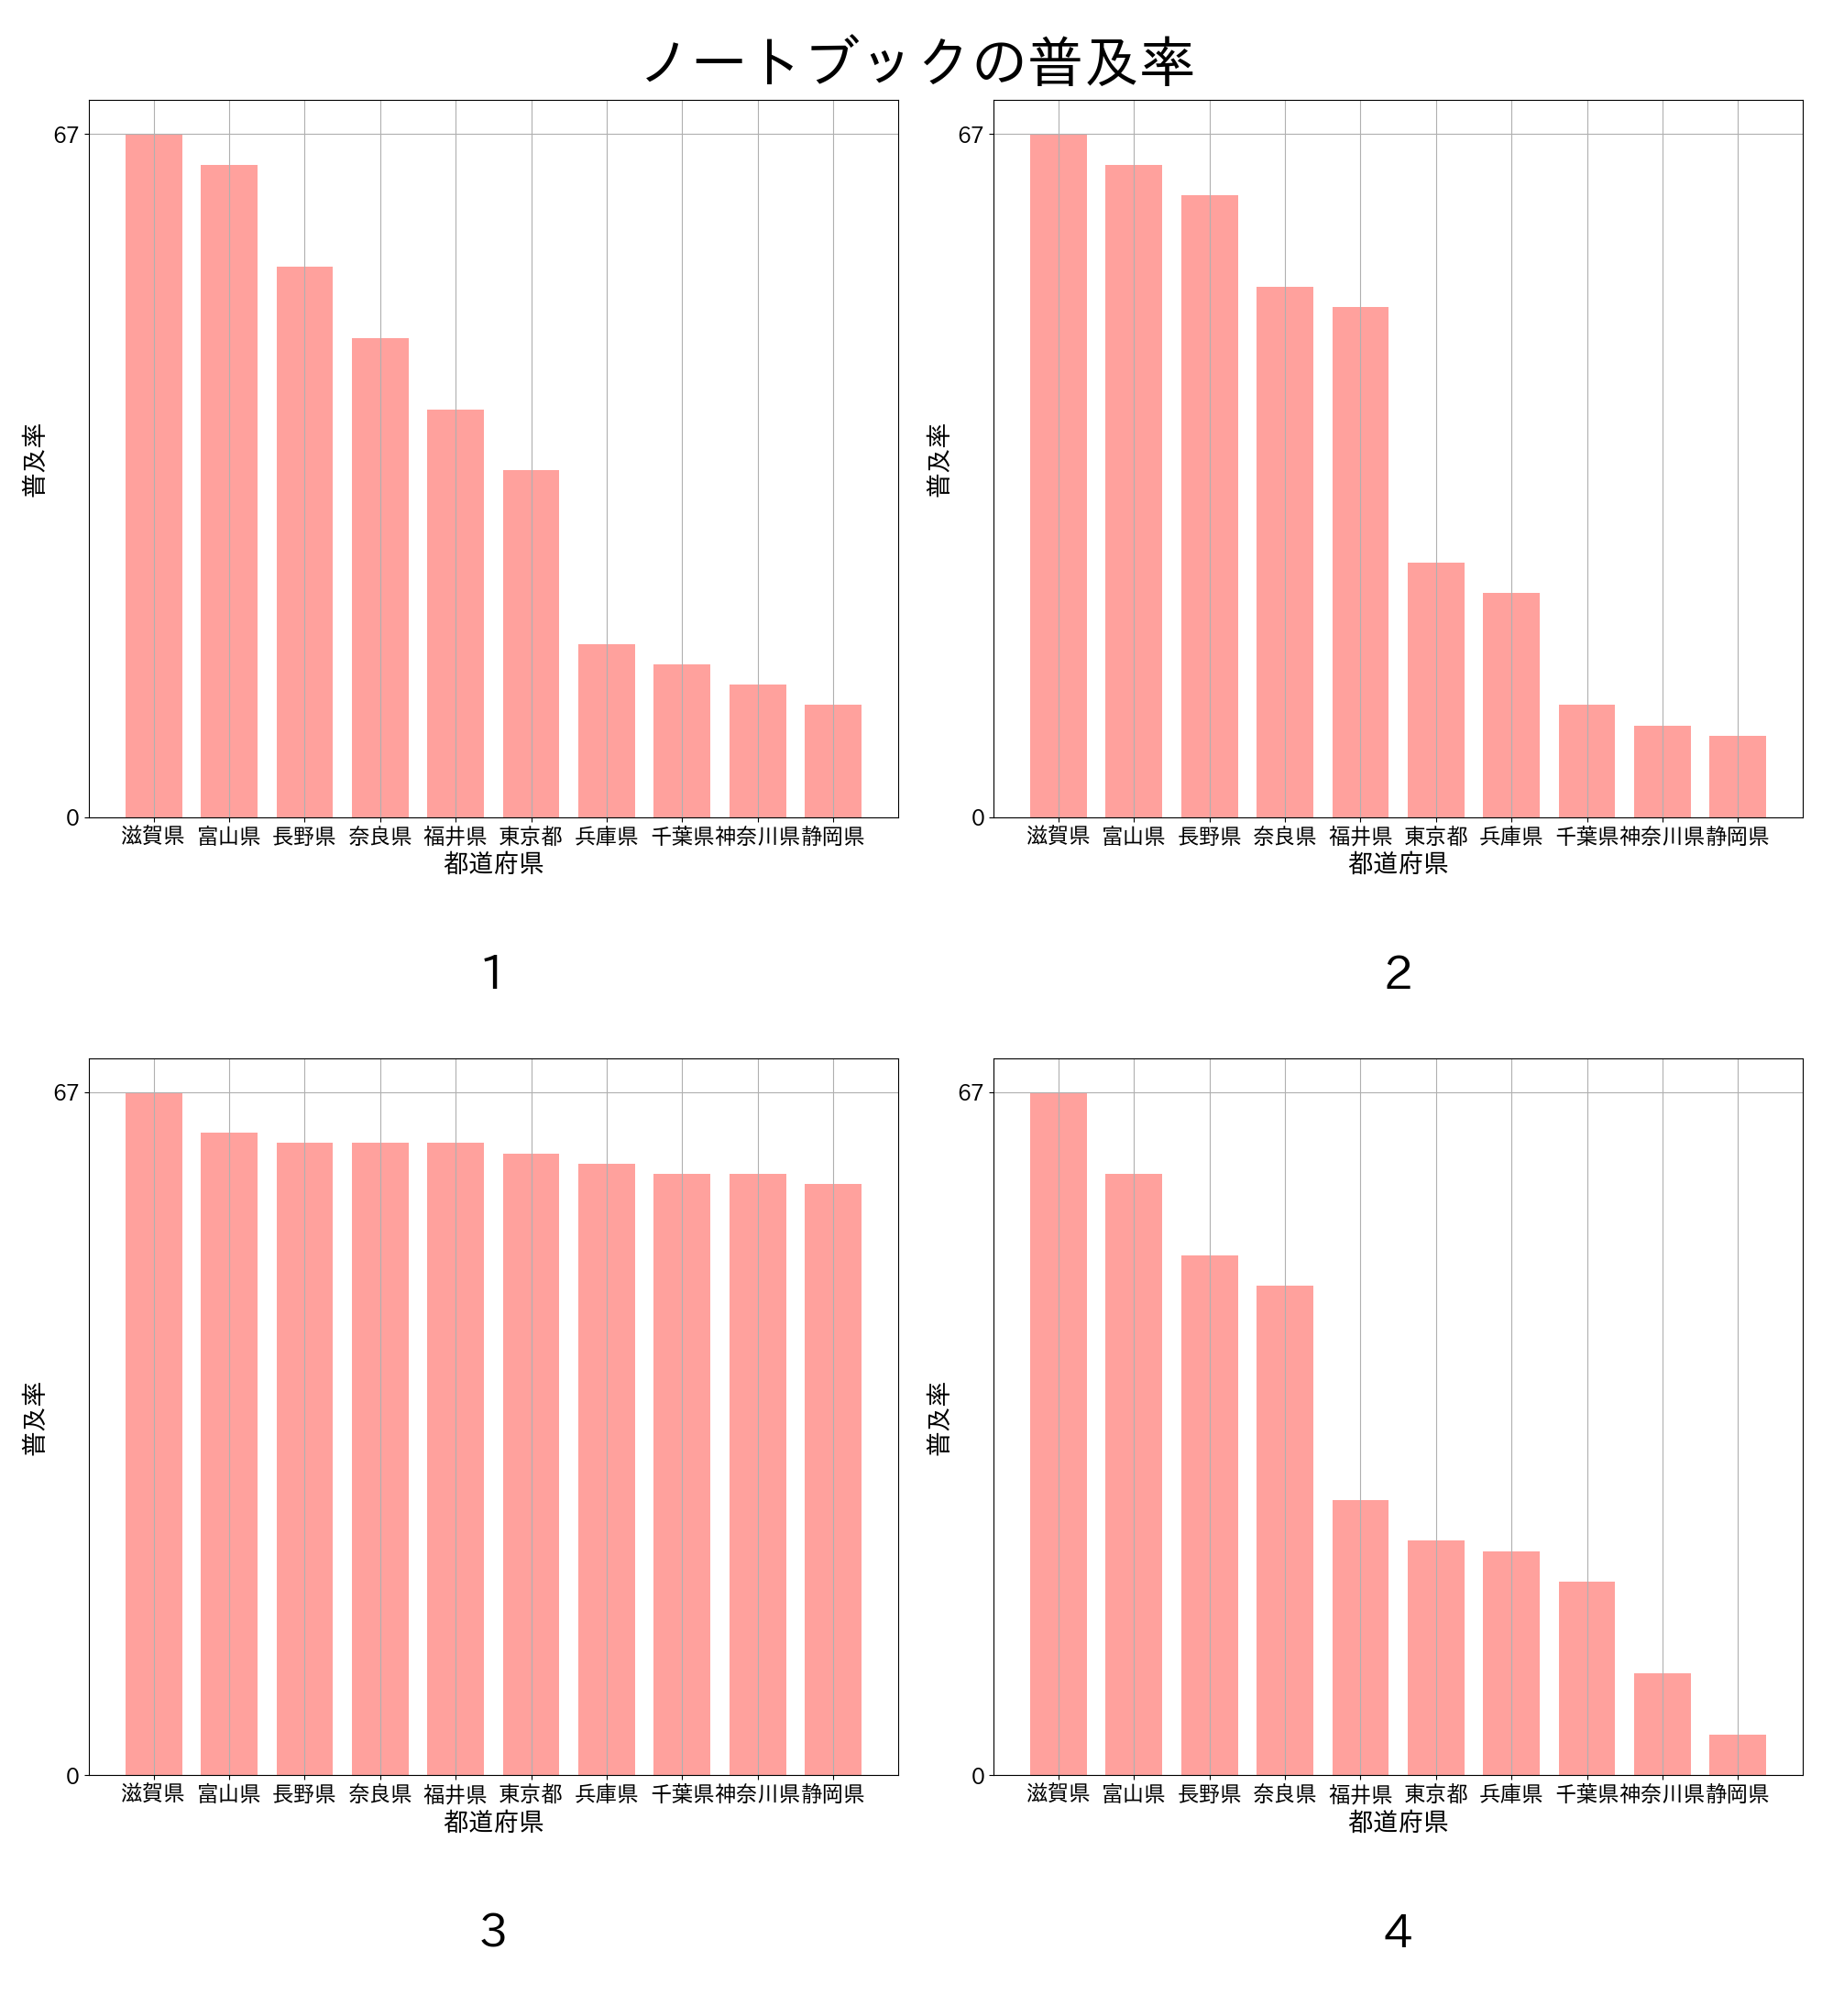 ノートブックの普及率
67
0
普及率
滋賀県 富山県 長野県 奈良県 福井県 東京都 兵庫県 千葉県 神奈川県 静岡県
都道府県
1
67
0
普及率
滋賀県 富山県 長野県 奈良県 福井県 東京都 兵庫県 千葉県 神奈川県 静岡県
都道府県
2
67
0
普及率
滋賀県 富山県 長野県 奈良県 福井県 東京都 兵庫県 千葉県 神奈川県 静岡県
都道府県
3
67
0
普及率
滋賀県 富山県 長野県 奈良県 福井県 東京都 兵庫県 千葉県 神奈川県 静岡県
都道府県
4